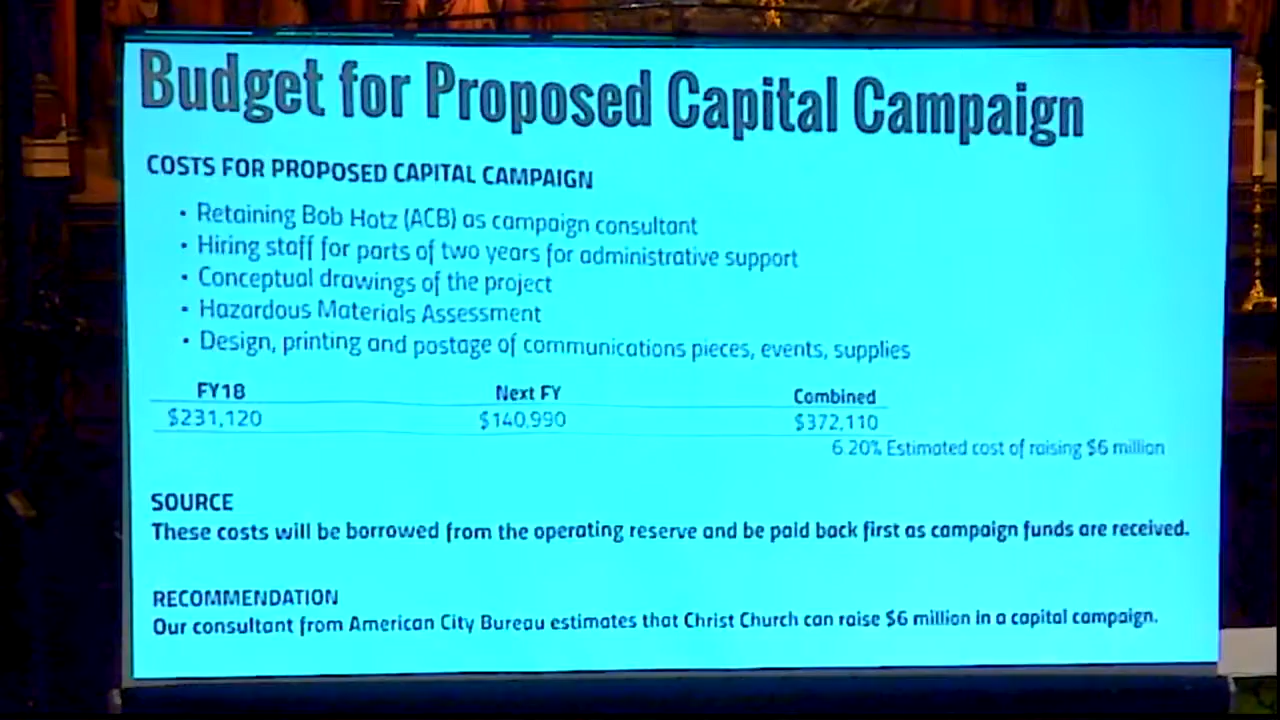 Budget for Proposed Capital Campaign
COSTS FOR PROPOSED CAPITAL CAMPAIGN
• Retaining Bob Hotz (ACB) as campaign consultant
• Hiring staff for parts of two years for administrative support
• Conceptual drawings of the project
• Hazardous Materials Assessment
• Design, printing and postage of communications pieces, events, supplies
FY18 Next FY Combined
$231,120 $140,990 $372,110
6.20% Estimated cost of raising $6 million
SOURCE
These costs will be borrowed from the operating reserve and be paid back first as campaign funds are received.
RECOMMENDATION
Our consultant from American City Bureau estimates that Christ Church can raise $6 million in a capital campaign.